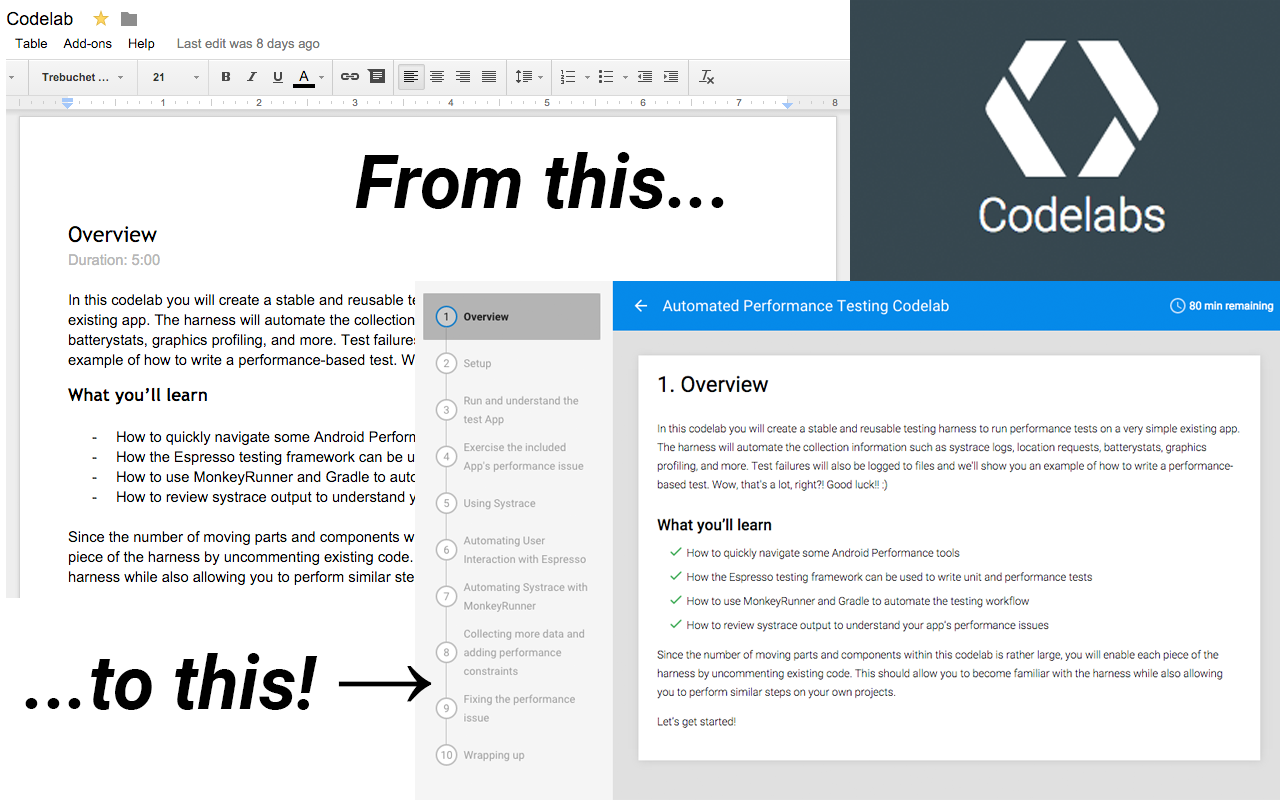 Codelab
Table Add-ons Help Last edit was 8 days ago
Trebuchet ... 21 B I U A
1 2 3 4 5 6 7 8
From this...
Overview
Duration: 5:00
In this codelab you will create a stable and reusable te
existing app. The harness will automate the collection
batterystats, graphics profiling, and more. Test failures
example of how to write a performance-based test. W
What you'll learn
- How to quickly navigate some Android Perforn
- How the Espresso testing framework can be u
- How to use MonkeyRunner and Gradle to auto
- How to review systrace output to understand y
Since the number of moving parts and components w
piece of the harness by uncommenting existing code.
harness while also allowing you to perform similar ste
...to this!
Codelabs
1 Overview
2 Setup
3 Run and understand the
test App
4 Exercise the included
App's performance issue
5 Using Systrace
6 Automating User
Interaction with Espresso
7 Automating Systrace with
MonkeyRunner
8 Collecting more data and
adding performance
constraints
9 Fixing the performance
issue
10 Wrapping up
Automated Performance Testing Codelab 80 min remaining
1. Overview
In this codelab you will create a stable and reusable testing harness to run performance tests on a very simple existing app.
The harness will automate the collection information such as systrace logs, location requests, batterystats, graphics
profiling, and more. Test failures will also be logged to files and we'll show you an example of how to write a performance-
based test. Wow, that's a lot, right?! Good luck!! :)
What you'll learn
How to quickly navigate some Android Performance tools
How the Espresso testing framework can be used to write unit and performance tests
How to use MonkeyRunner and Gradle to automate the testing workflow
How to review systrace output to understand your app's performance issues
Since the number of moving parts and components within this codelab is rather large, you will enable each piece of the
harness by uncommenting existing code. This should allow you to become familiar with the harness while also allowing
you to perform similar steps on your own projects.
Let's get started!